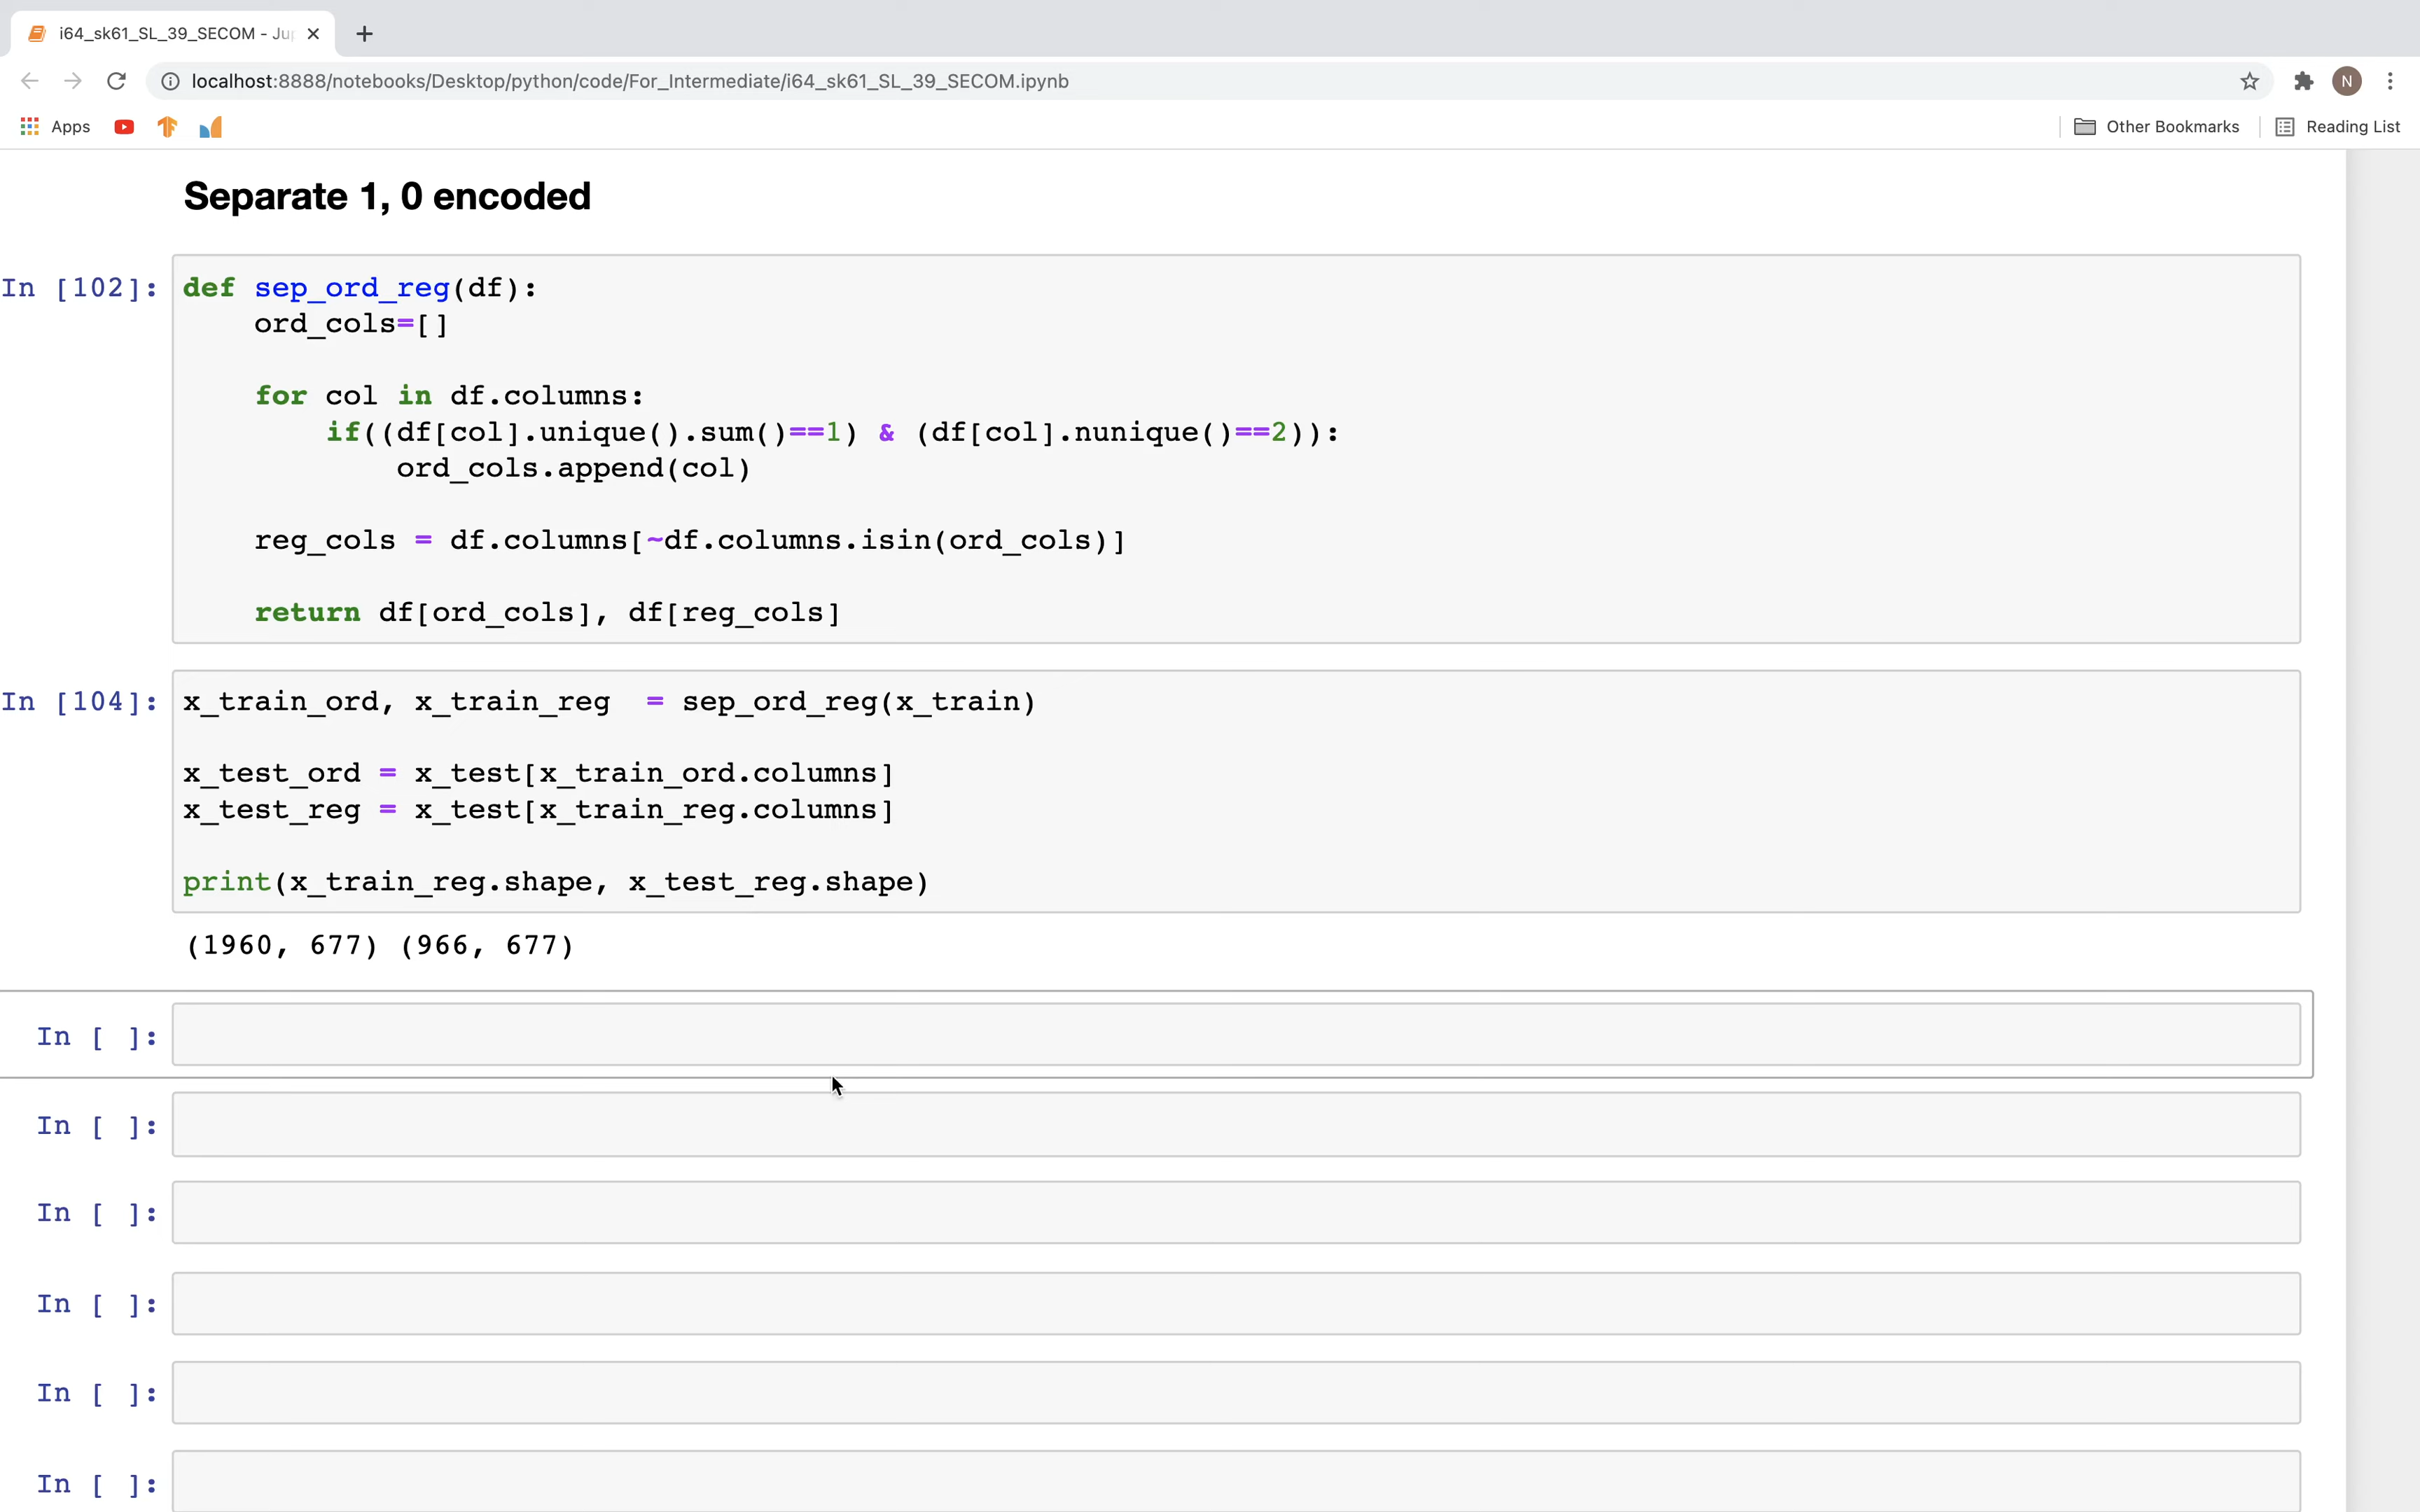 i64_sk61_SL_39_SECOM - Ju
localhost:8888/notebooks/Desktop/python/code/For_Intermediate/i64_sk61_SL_39_SECOM.ipynb
N
Apps
Other Bookmarks
Reading List
Separate 1, 0 encoded
In [102]:
def sep_ord_reg(df):
    ord_cols=[]
    for col in df.columns:
        if((df[col].unique().sum()==1) & (df[col].nunique()==2)):
            ord_cols.append(col)
    reg_cols = df.columns[~df.columns.isin(ord_cols)]
    return df[ord_cols], df[reg_cols]
In [104]:
x_train_ord, x_train_reg  = sep_ord_reg(x_train)
x_test_ord = x_test[x_train_ord.columns]
x_test_reg = x_test[x_train_reg.columns]
print(x_train_reg.shape, x_test_reg.shape)
(1960, 677) (966, 677)
In [ ]:
In [ ]:
In [ ]:
In [ ]:
In [ ]:
In [ ]: